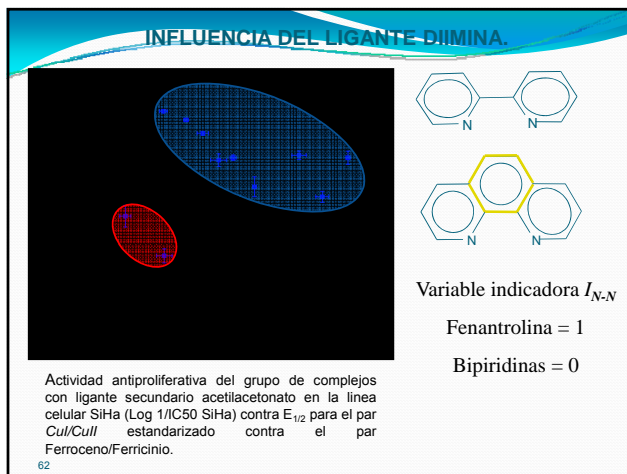 INFLUENCIA DEL LIGANTE DIIMINA.
N N
N N
Variable indicadora I_N-N
Fenantrolina = 1
Bipiridinas = 0
Actividad antiproliferativa del grupo de complejos
con ligante secundario acetilacetonato en la linea
celular SiHa (Log 1/IC50 SiHa) contra E1/2 para el par
CuI/CuII estandarizado contra el par
Ferroceno/Ferricinio.
62